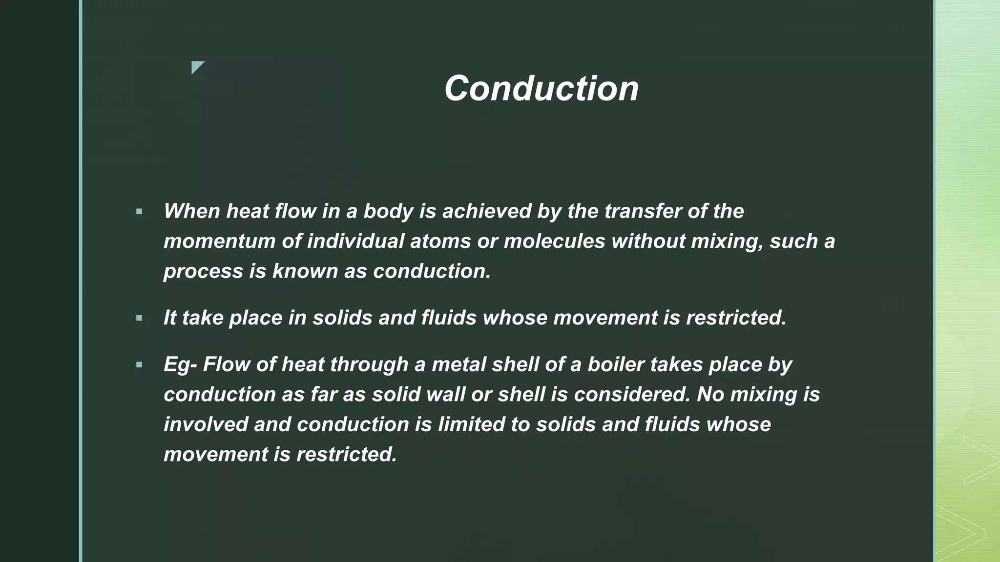 Conduction
When heat flow in a body is achieved by the transfer of the
momentum of individual atoms or molecules without mixing, such a
process is known as conduction.
It take place in solids and fluids whose movement is restricted.
Eg- Flow of heat through a metal shell of a boiler takes place by
conduction as far as solid wall or shell is considered. No mixing is
involved and conduction is limited to solids and fluids whose
movement is restricted.